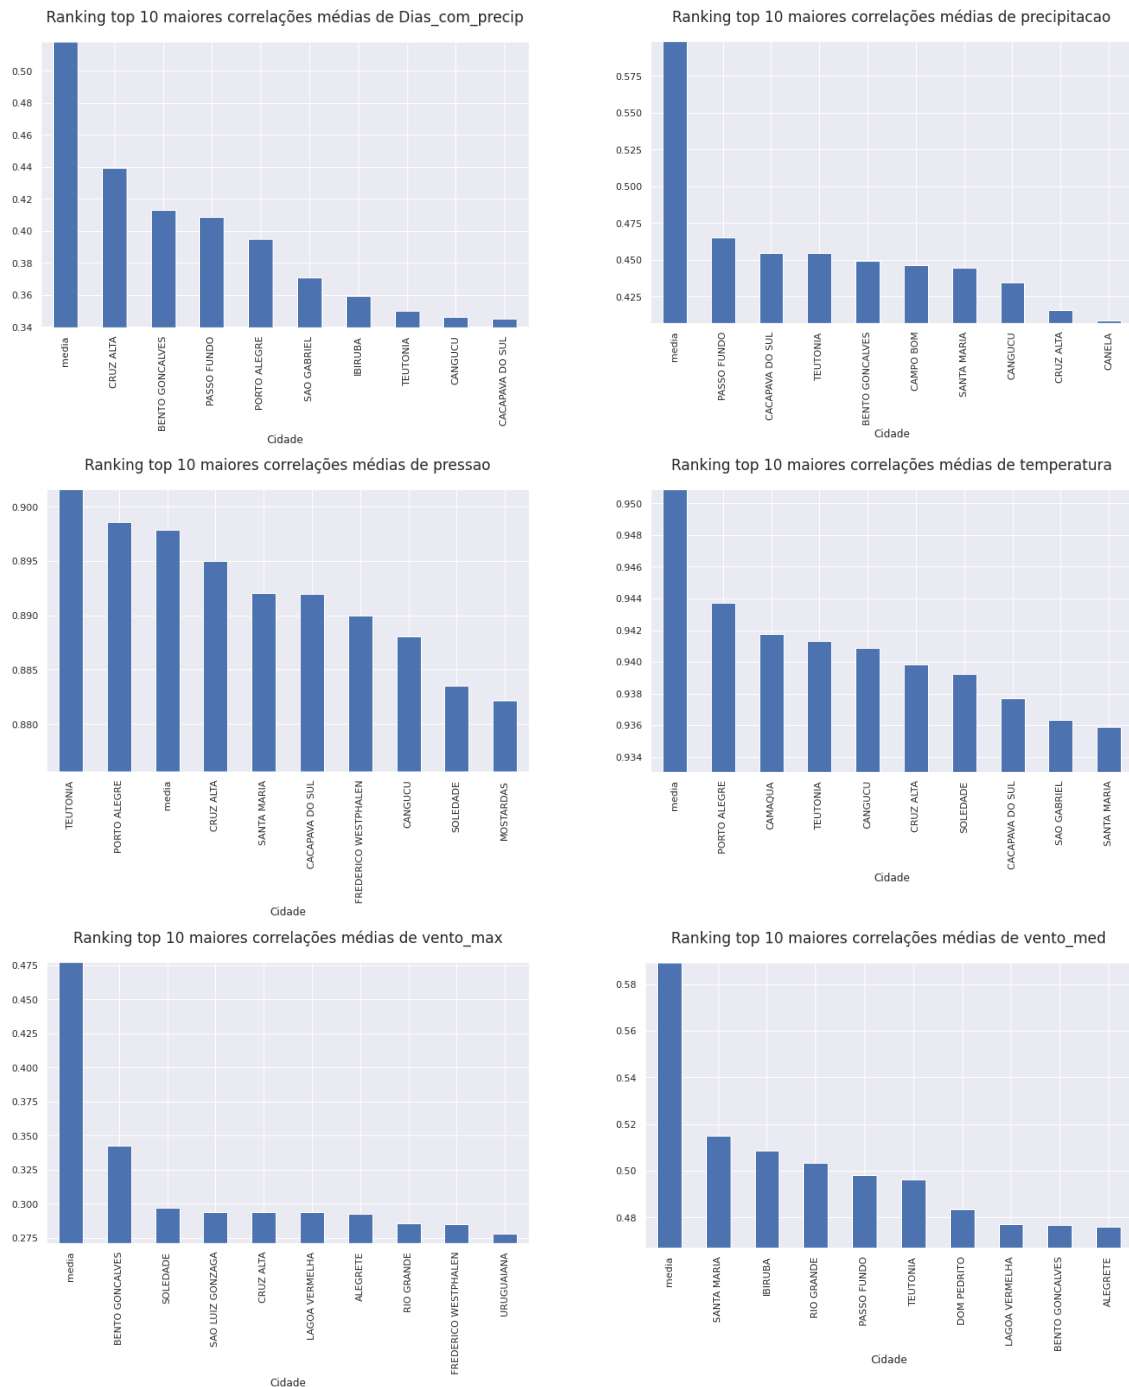 Ranking top 10 maiores correlações médias de Dias_com_precip
0.50
0.48
0.46
0.44
0.42
0.40
0.38
0.36
0.34
media
CRUZ ALTA
BENTO GONCALVES
PASSO FUNDO
PORTO ALEGRE
SAO GABRIEL
IBIRUBA
TEUTONIA
CANGUCU
CACAPAVA DO SUL
Cidade
Ranking top 10 maiores correlações médias de precipitacao
0.575
0.550
0.525
0.500
0.475
0.450
0.425
media
PASSO FUNDO
CACAPAVA DO SUL
TEUTONIA
BENTO GONCALVES
CAMPO BOM
SANTA MARIA
CANGUCU
CRUZ ALTA
CANELA
Cidade
Ranking top 10 maiores correlações médias de pressao
0.900
0.895
0.890
0.885
0.880
TEUTONIA
PORTO ALEGRE
media
CRUZ ALTA
SANTA MARIA
CACAPAVA DO SUL
FREDERICO WESTPHALEN
CANGUCU
SOLEDADE
MOSTARDAS
Cidade
Ranking top 10 maiores correlações médias de temperatura
0.950
0.948
0.946
0.944
0.942
0.940
0.938
0.936
0.934
media
PORTO ALEGRE
CAMAQUA
TEUTONIA
CANGUCU
CRUZ ALTA
SOLEDADE
CACAPAVA DO SUL
SAO GABRIEL
SANTA MARIA
Cidade
Ranking top 10 maiores correlações médias de vento_max
0.475
0.450
0.425
0.400
0.375
0.350
0.325
0.300
0.275
media
BENTO GONCALVES
SOLEDADE
SAO LUIZ GONZAGA
CRUZ ALTA
LAGOA VERMELHA
ALEGRETE
RIO GRANDE
FREDERICO WESTPHALEN
URUGUAIANA
Cidade
Ranking top 10 maiores correlações médias de vento_med
0.58
0.56
0.54
0.52
0.50
0.48
media
SANTA MARIA
IBIRUBA
RIO GRANDE
PASSO FUNDO
TEUTONIA
DOM PEDRITO
LAGOA VERMELHA
BENTO GONCALVES
ALEGRETE
Cidade